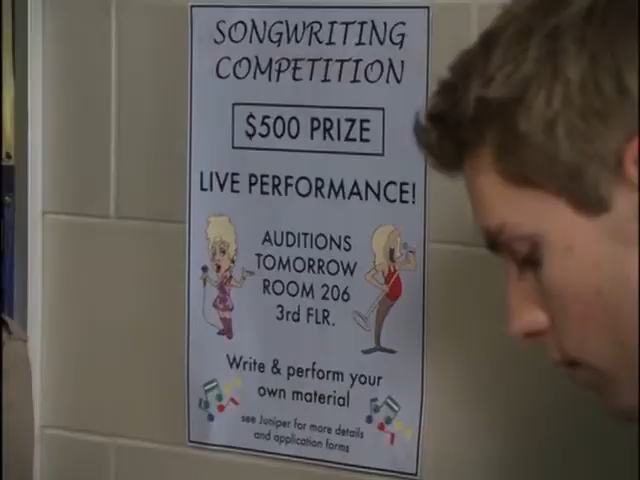 SONGWRITING
COMPETITION
$500 PRIZE
LIVE PERFORMANCE!
AUDITIONS
TOMORROW
ROOM 206
3rd FLR.
Write & perform your
own material
see Juniper for more details
and application forms